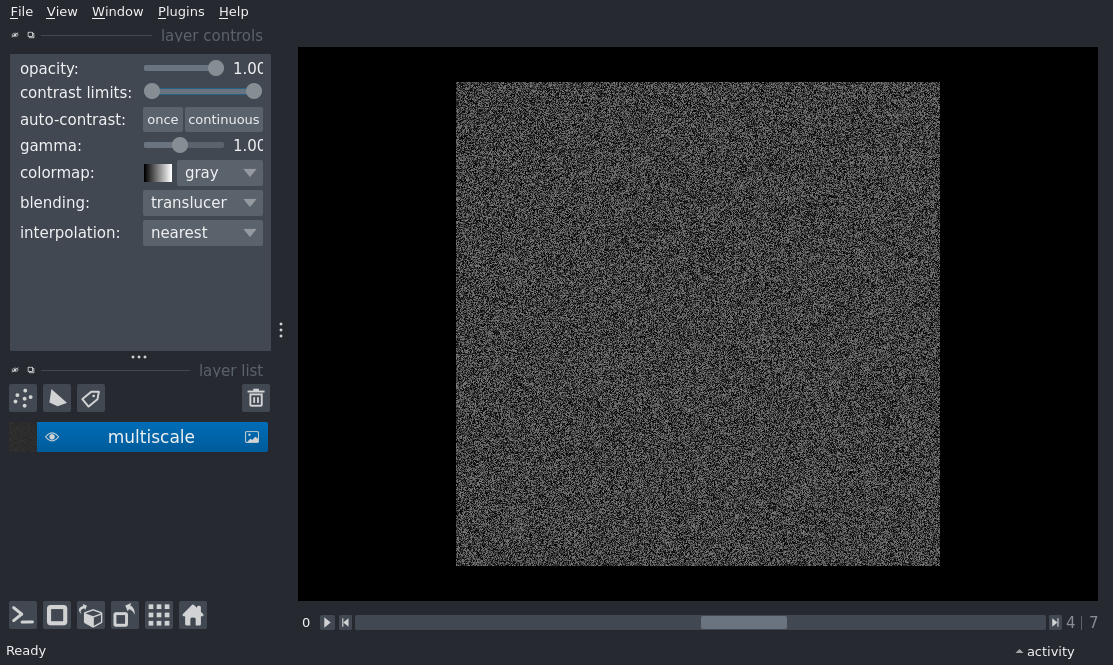 File View Window Plugins Help
layer controls
opacity: 1.00
contrast limits:
auto-contrast: once continuous
gamma: 1.00
colormap: gray
blending: translucer
interpolation: nearest
layer list
multiscale
0 4 | 7
Ready activity